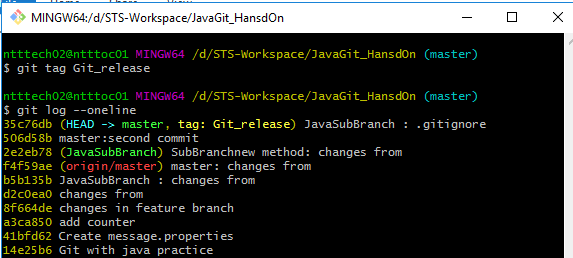 MINGW64:/d/STS-Workspace/JavaGit_HansdOn
ntttech02@ntttoc01 MINGW64 /d/STS-Workspace/JavaGit_HansdOn (master)
$ git tag Git_release
ntttech02@ntttoc01 MINGW64 /d/STS-Workspace/JavaGit_HansdOn (master)
$ git log --oneline
35c76db (HEAD -> master, tag: Git_release) JavaSubBranch : .gitignore
506d58b master:second commit
2e2eb78 (JavaSubBranch) SubBranchnew method: changes from
f4f59ae (origin/master) master: changes from
b5b135b JavaSubBranch : changes from
d2c0ea0 changes from
8f664de changes in feature branch
a3ca850 add counter
41bfd62 Create message.properties
14e25b6 Git with java practice